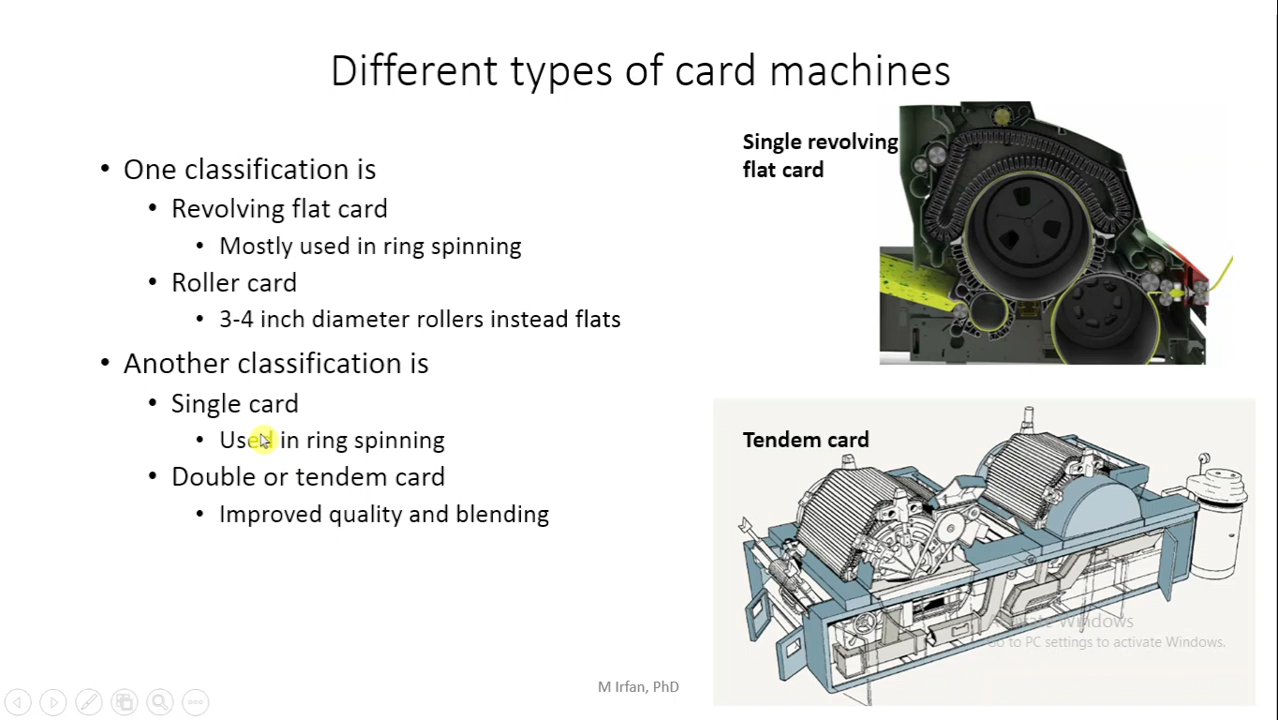 Different types of card machines
• One classification is
• Revolving flat card
• Mostly used in ring spinning
• Roller card
• 3-4 inch diameter rollers instead flats
• Another classification is
• Single card
• Used in ring spinning
• Double or tendem card
• Improved quality and blending
Single revolving
flat card
Tendem card
Activate Windows
Go to PC settings to activate Windows.
M Irfan, PhD